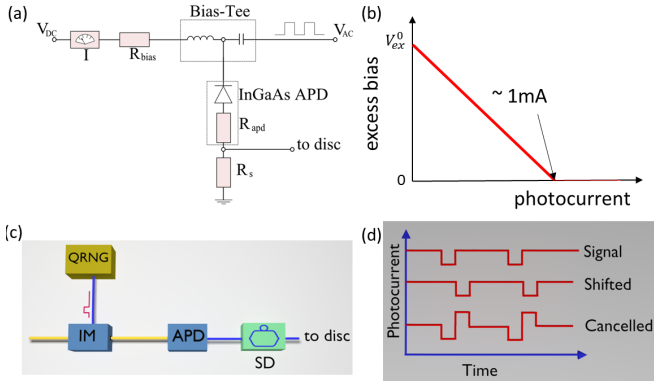 (a)
Bias-Tee
V_DC
V_AC
I
R_bias
InGaAs APD
R_apd
to disc
R_s
(b)
V_ex^0
excess bias
~ 1mA
0
photocurrent
(c)
QRNG
IM
APD
SD
to disc
(d)
Photocurrent
Signal
Shifted
Cancelled
Time